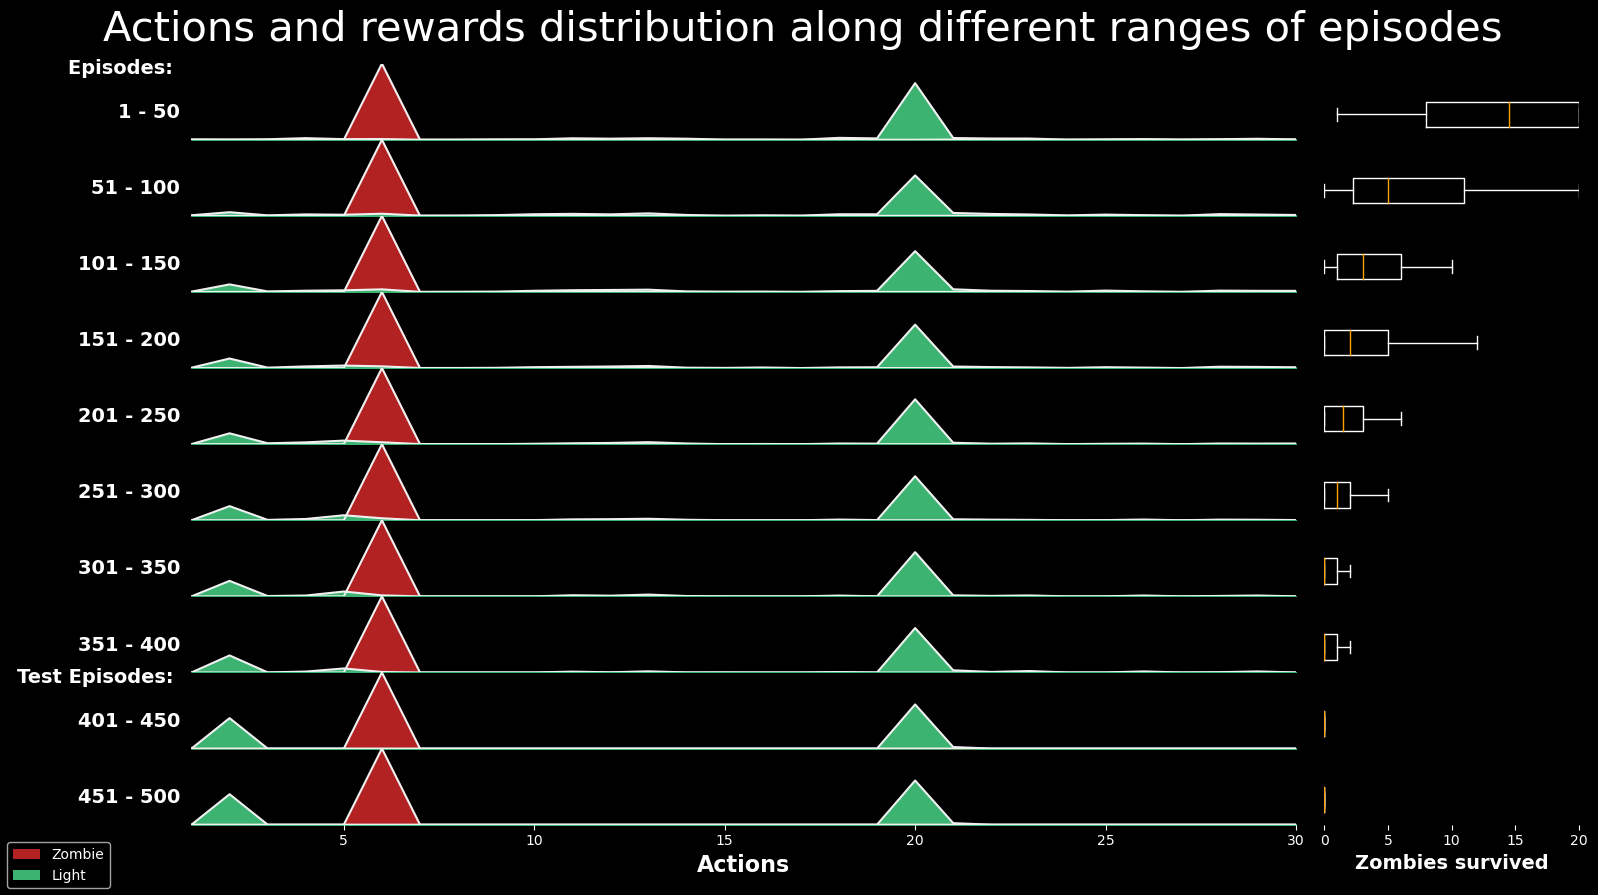 Actions and rewards distribution along different ranges of episodes
Episodes:
1 - 50
51 - 100
101 - 150
151 - 200
201 - 250
251 - 300
301 - 350
351 - 400
Test Episodes:
401 - 450
451 - 500
5 10 15 20 25 30
Actions
0 5 10 15 20
Zombies survived
Zombie
Light